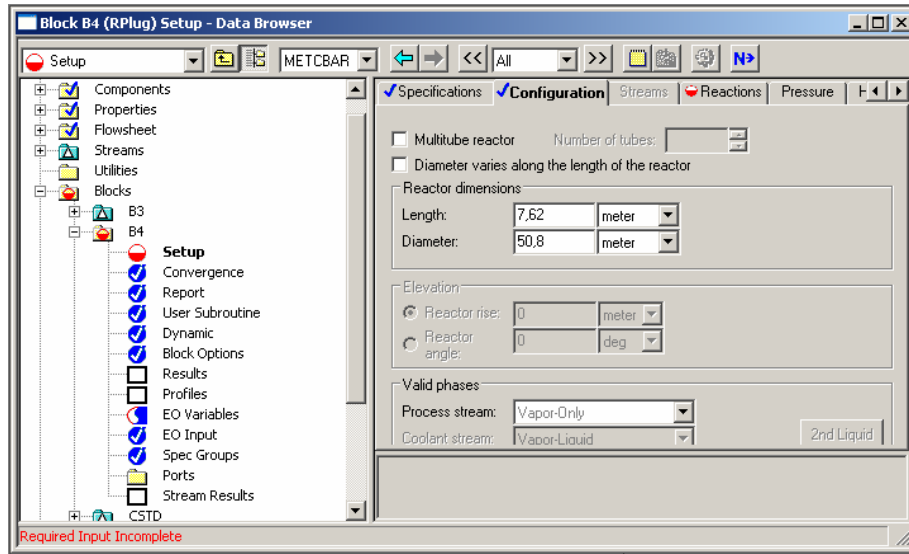 Block B4 (RPlug) Setup - Data Browser
Setup METCBAR << All >> N>
Components
Properties
Flowsheet
Streams
Utilities
Blocks
B3
B4
Setup
Convergence
Report
User Subroutine
Dynamic
Block Options
Results
Profiles
EO Variables
EO Input
Spec Groups
Ports
Stream Results
CSTD
Specifications Configuration Streams Reactions Pressure
Multitube reactor Number of tubes:
Diameter varies along the length of the reactor
Reactor dimensions
Length: 7,62 meter
Diameter: 50,8 meter
Elevation
Reactor rise: 0 meter
Reactor angle: 0 deg
Valid phases
Process stream: Vapor-Only
Coolant stream: Vapor-Liquid 2nd Liquid
Required Input Incomplete